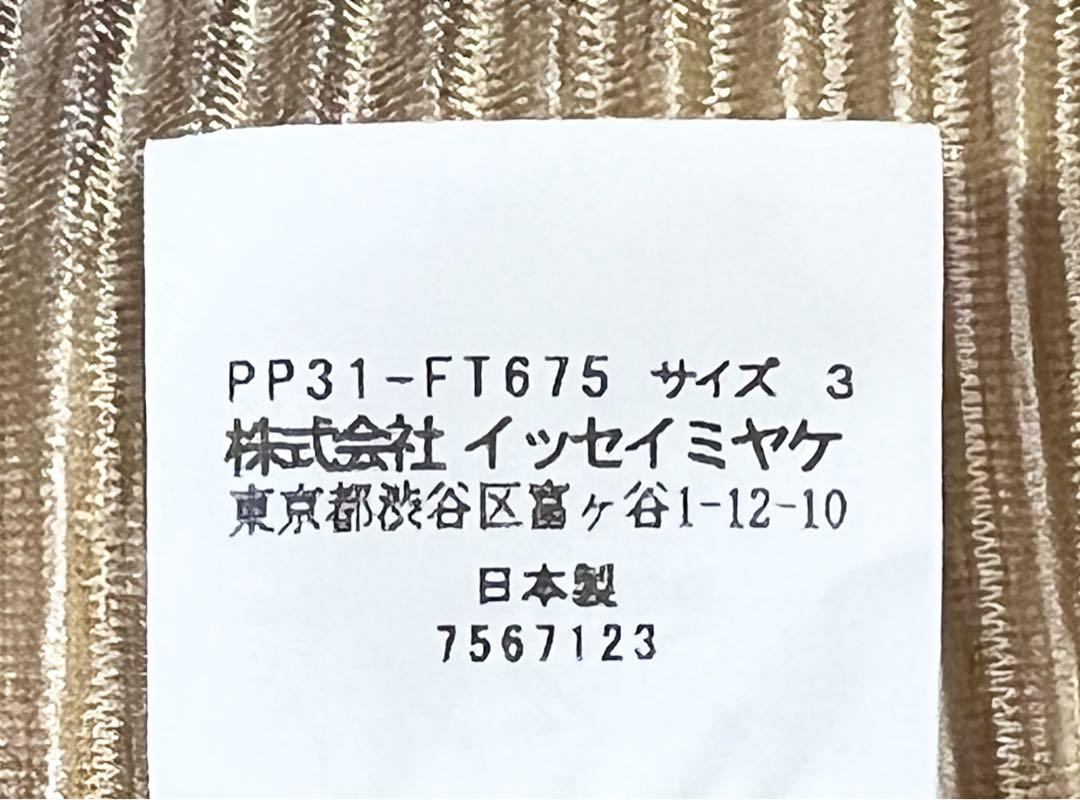 PP31-FT675 サイズ 3
株式会社 イッセイミヤケ
東京都渋谷区富ヶ谷1-12-10
日本製
7567123